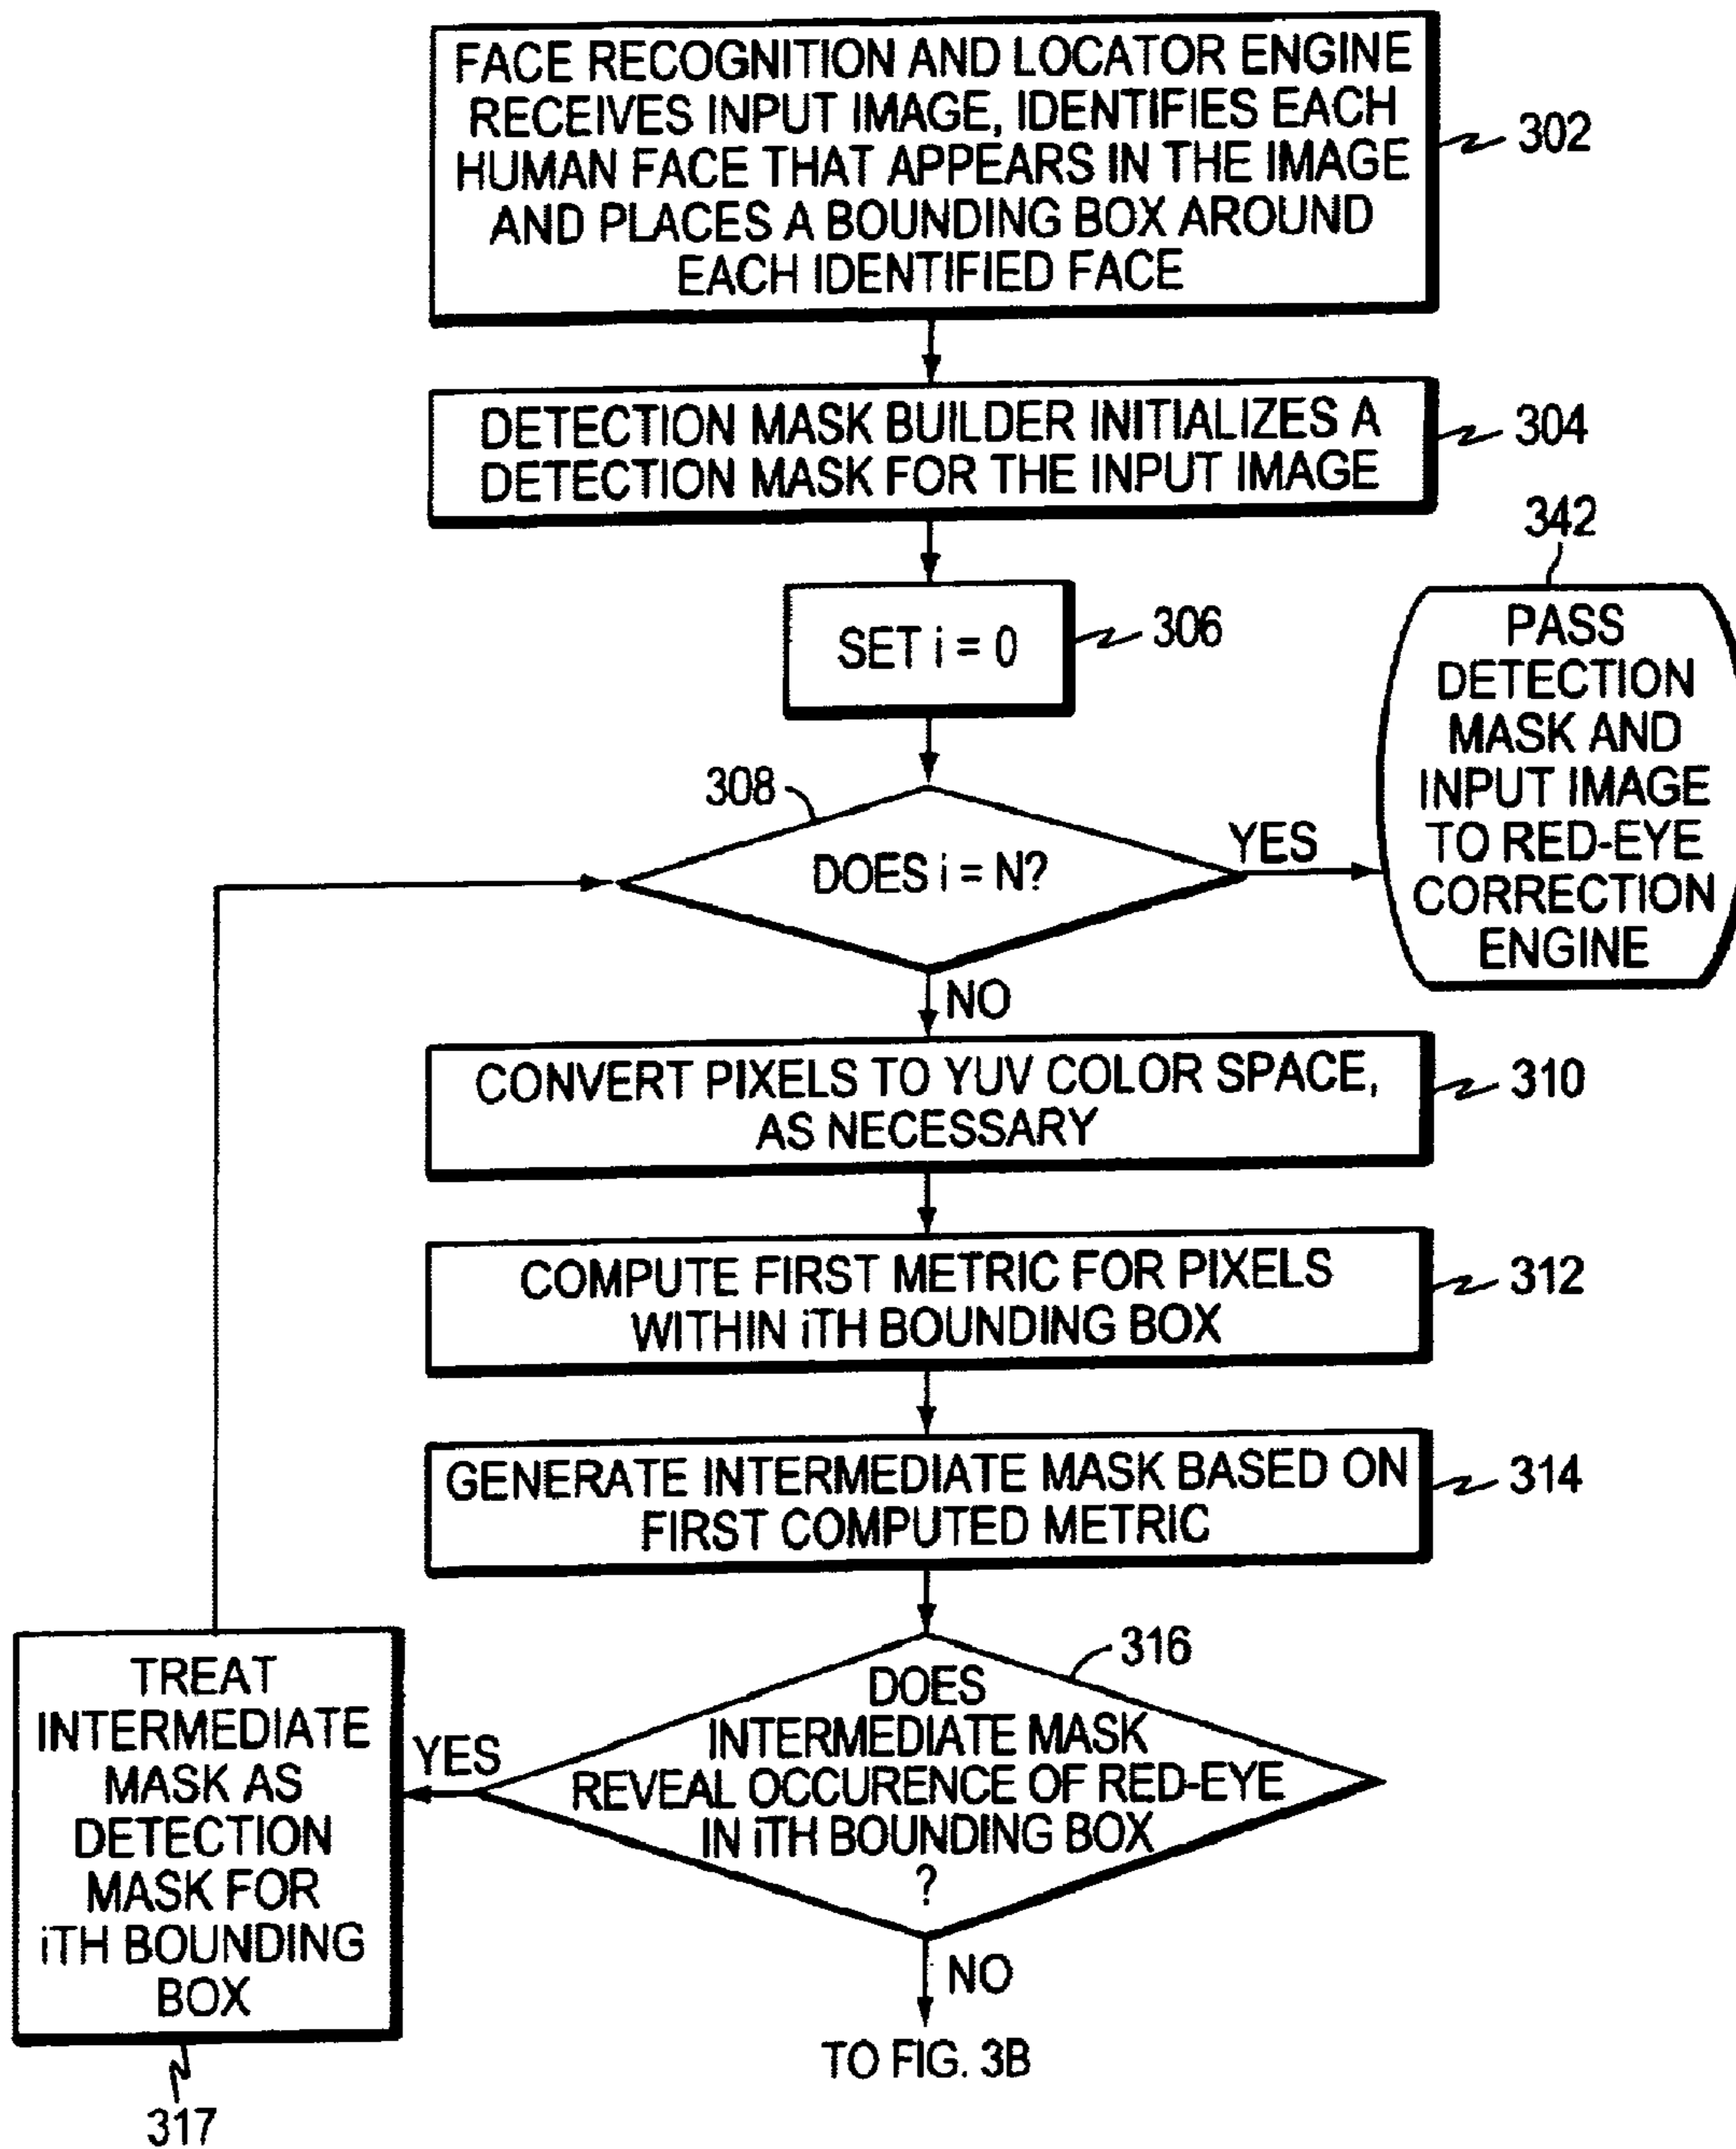 FACE RECOGNITION AND LOCATOR ENGINE
RECEIVES INPUT IMAGE, IDENTIFIES EACH
HUMAN FACE THAT APPEARS IN THE IMAGE
AND PLACES A BOUNDING BOX AROUND
EACH IDENTIFIED FACE
302
DETECTION MASK BUILDER INITIALIZES A
DETECTION MASK FOR THE INPUT IMAGE
304
SET i = 0
306
342
PASS
DETECTION
MASK AND
INPUT IMAGE
TO RED-EYE
CORRECTION
ENGINE
308
DOES i = N?
YES
NO
CONVERT PIXELS TO YUV COLOR SPACE,
AS NECESSARY
310
COMPUTE FIRST METRIC FOR PIXELS
WITHIN iTH BOUNDING BOX
312
GENERATE INTERMEDIATE MASK BASED ON
FIRST COMPUTED METRIC
314
316
DOES
INTERMEDIATE MASK
REVEAL OCCURENCE OF RED-EYE
IN iTH BOUNDING BOX
?
YES
TREAT
INTERMEDIATE
MASK AS
DETECTION
MASK FOR
iTH BOUNDING
BOX
317
NO
TO FIG. 3B